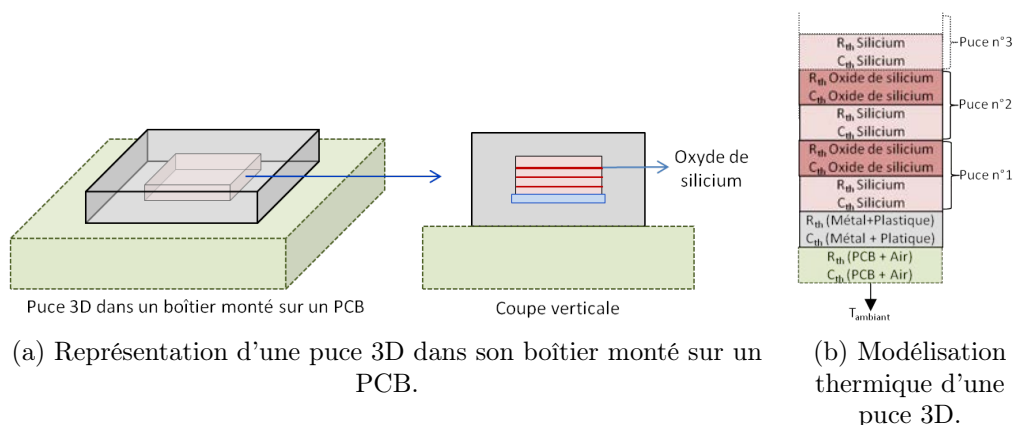 Oxyde de
silicium
Puce 3D dans un boîtier monté sur un PCB
Coupe verticale
(a) Représentation d'une puce 3D dans son boîtier monté sur un
PCB.
R_th Silicium
C_th Silicium
Puce n°3
R_th Oxide de silicium
C_th Oxide de silicium
R_th Silicium
C_th Silicium
Puce n°2
R_th Oxide de silicium
C_th Oxide de silicium
R_th Silicium
C_th Silicium
Puce n°1
R_th (Métal+Plastique)
C_th (Métal + Platique)
R_th (PCB + Air)
C_th (PCB + Air)
T_ambiant
(b) Modélisation
thermique d'une
puce 3D.